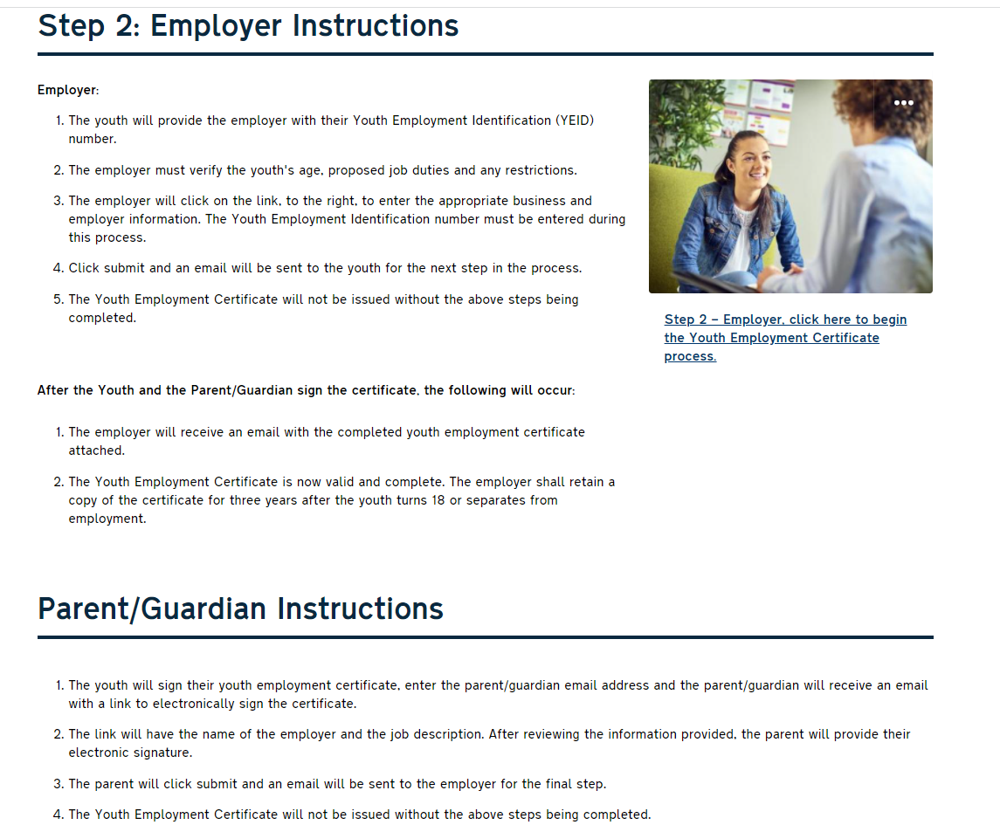 Step 2: Employer Instructions
Employer:
1. The youth will provide the employer with their Youth Employment Identification (YEID)
number.
2. The employer must verify the youth's age, proposed job duties and any restrictions.
3. The employer will click on the link, to the right, to enter the appropriate business and
employer information. The Youth Employment Identification number must be entered during
this process.
4. Click submit and an email will be sent to the youth for the next step in the process.
5. The Youth Employment Certificate will not be issued without the above steps being
completed.
Step 2 – Employer, click here to begin
the Youth Employment Certificate
process.
After the Youth and the Parent/Guardian sign the certificate, the following will occur:
1. The employer will receive an email with the completed youth employment certificate
attached.
2. The Youth Employment Certificate is now valid and complete. The employer shall retain a
copy of the certificate for three years after the youth turns 18 or separates from
employment.
Parent/Guardian Instructions
1. The youth will sign their youth employment certificate, enter the parent/guardian email address and the parent/guardian will receive an email
with a link to electronically sign the certificate.
2. The link will have the name of the employer and the job description. After reviewing the information provided, the parent will provide their
electronic signature.
3. The parent will click submit and an email will be sent to the employer for the final step.
4. The Youth Employment Certificate will not be issued without the above steps being completed.